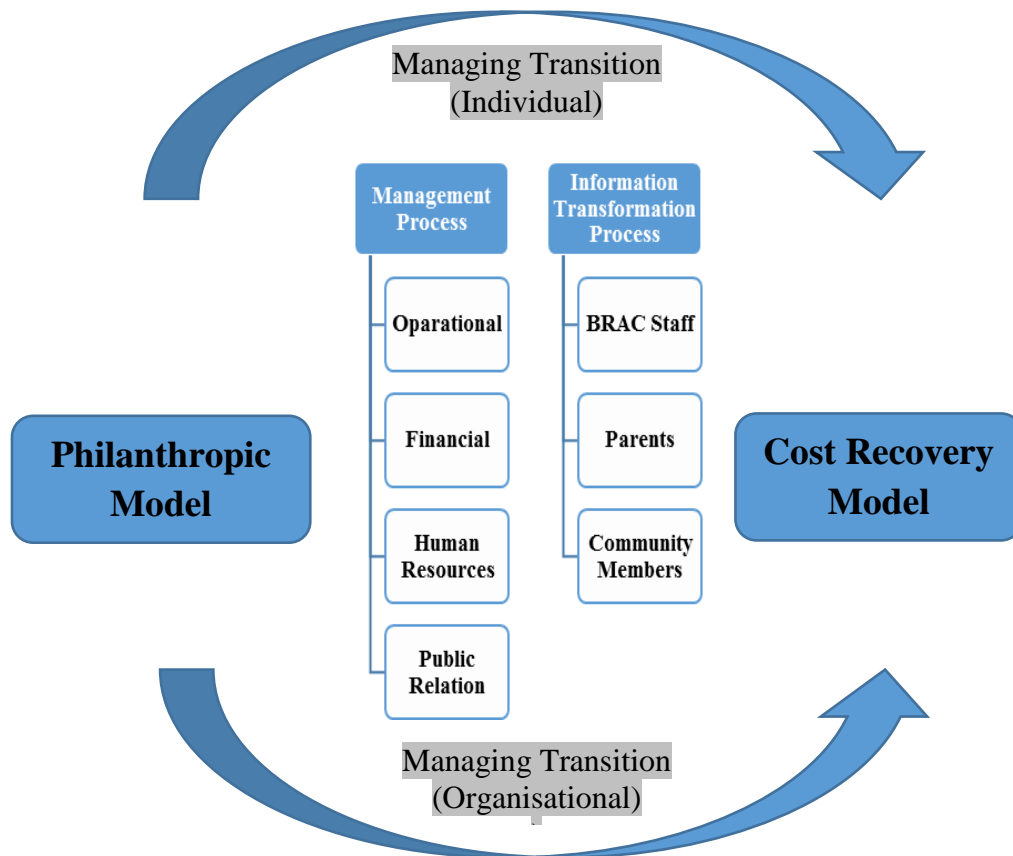 Managing Transition
(Individual)
Management
Process
Information
Transformation
Process
Oparational
BRAC Staff
Financial
Parents
Philanthropic
Model
Cost Recovery
Model
Human
Resources
Community
Members
Public
Relation
Managing Transition
(Organisational)